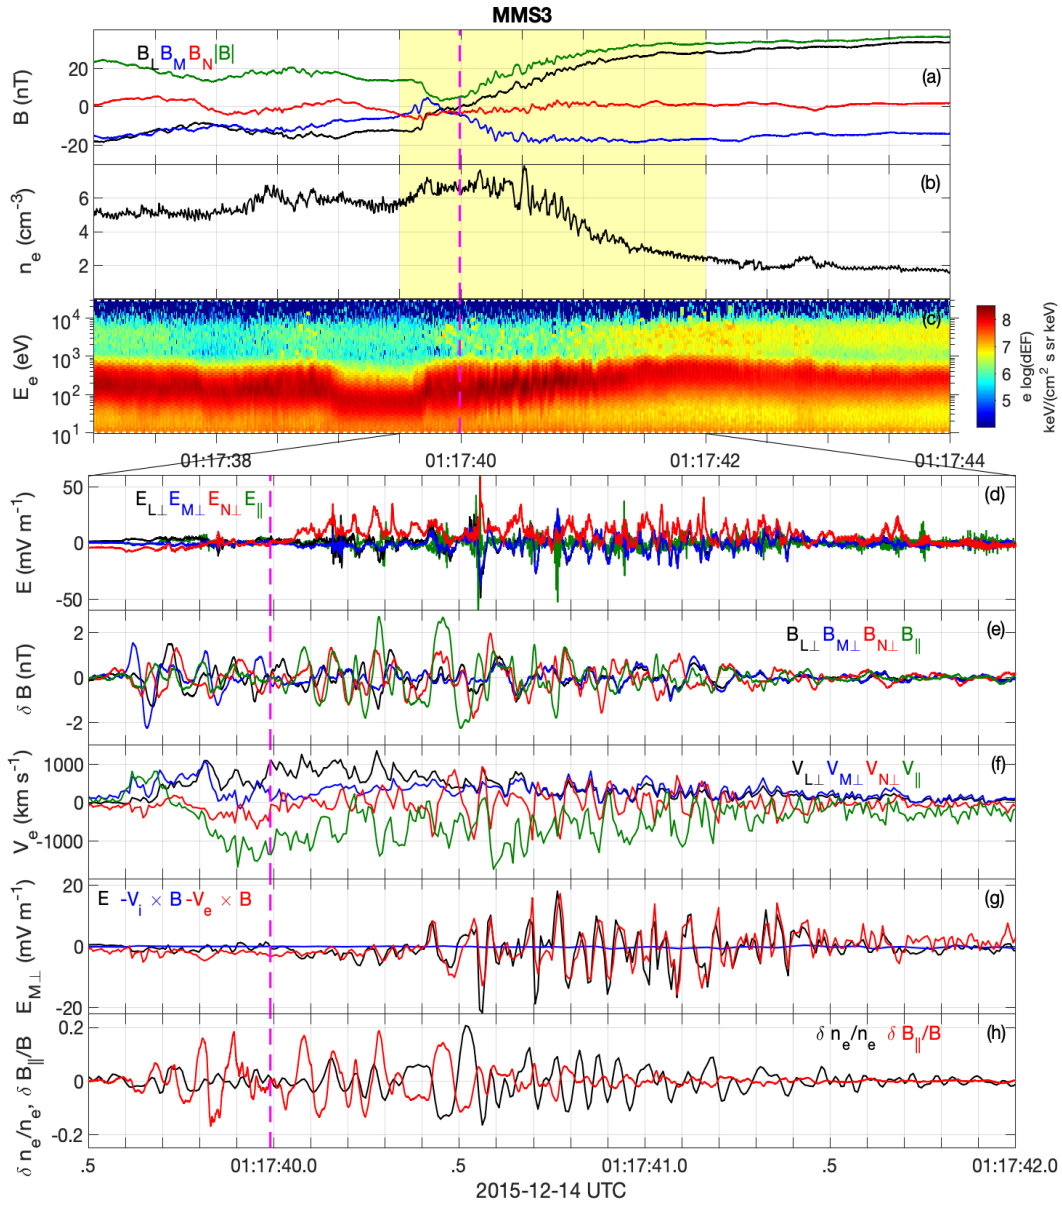 MMS3
B_L B_M B_N |B|
(a)
B (nT)
20
0
-20
(b)
n_e (cm^-3)
6
4
2
(c)
E_e (eV)
10^4
10^3
10^2
10^1
8
7
6
5
e log(dEF)
keV/(cm^2 s sr keV)
01:17:38
01:17:40
01:17:42
01:17:44
E_L⊥ E_M⊥ E_N⊥ E_∥
(d)
E (mV m^-1)
50
0
-50
B_L⊥ B_M⊥ B_N⊥ B_∥
(e)
δ B (nT)
2
0
-2
V_L⊥ V_M⊥ V_N⊥ V_∥
(f)
V_e (km s^-1)
1000
0
-1000
E -V_i × B -V_e × B
(g)
E_M⊥ (mV m^-1)
20
0
-20
δ n_e/n_e δ B_∥/B
(h)
δ n_e/n_e, δ B_∥/B
0.2
0
-0.2
.5
01:17:40.0
.5
01:17:41.0
.5
01:17:42.0
2015-12-14 UTC